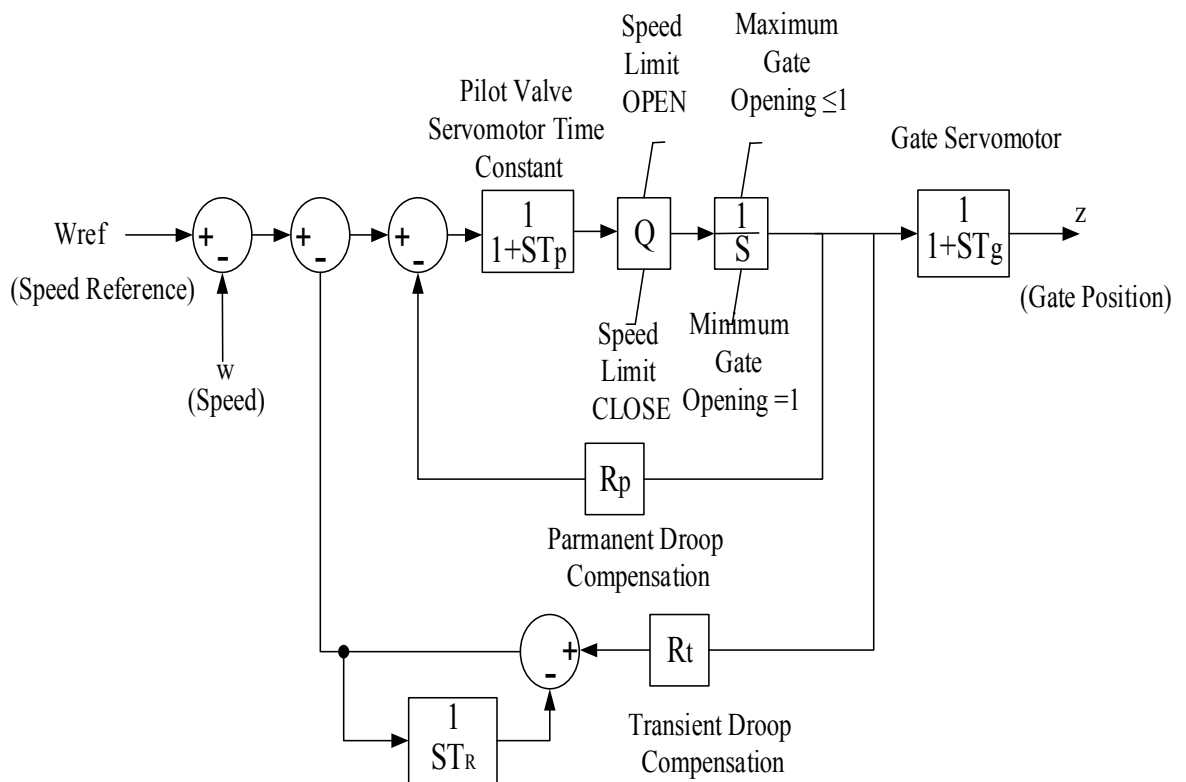 Speed
Limit
OPEN
Maximum
Gate
Opening ≤1
Pilot Valve
Servomotor Time
Constant
Gate Servomotor
Wref
(Speed Reference)
+
-
+
-
+
-
1
1+STp
Q
1
S
1
1+STg
z
(Gate Position)
w
(Speed)
Speed
Limit
CLOSE
Minimum
Gate
Opening =1
Rp
Parmanent Droop
Compensation
+
-
Rt
Transient Droop
Compensation
1
STR